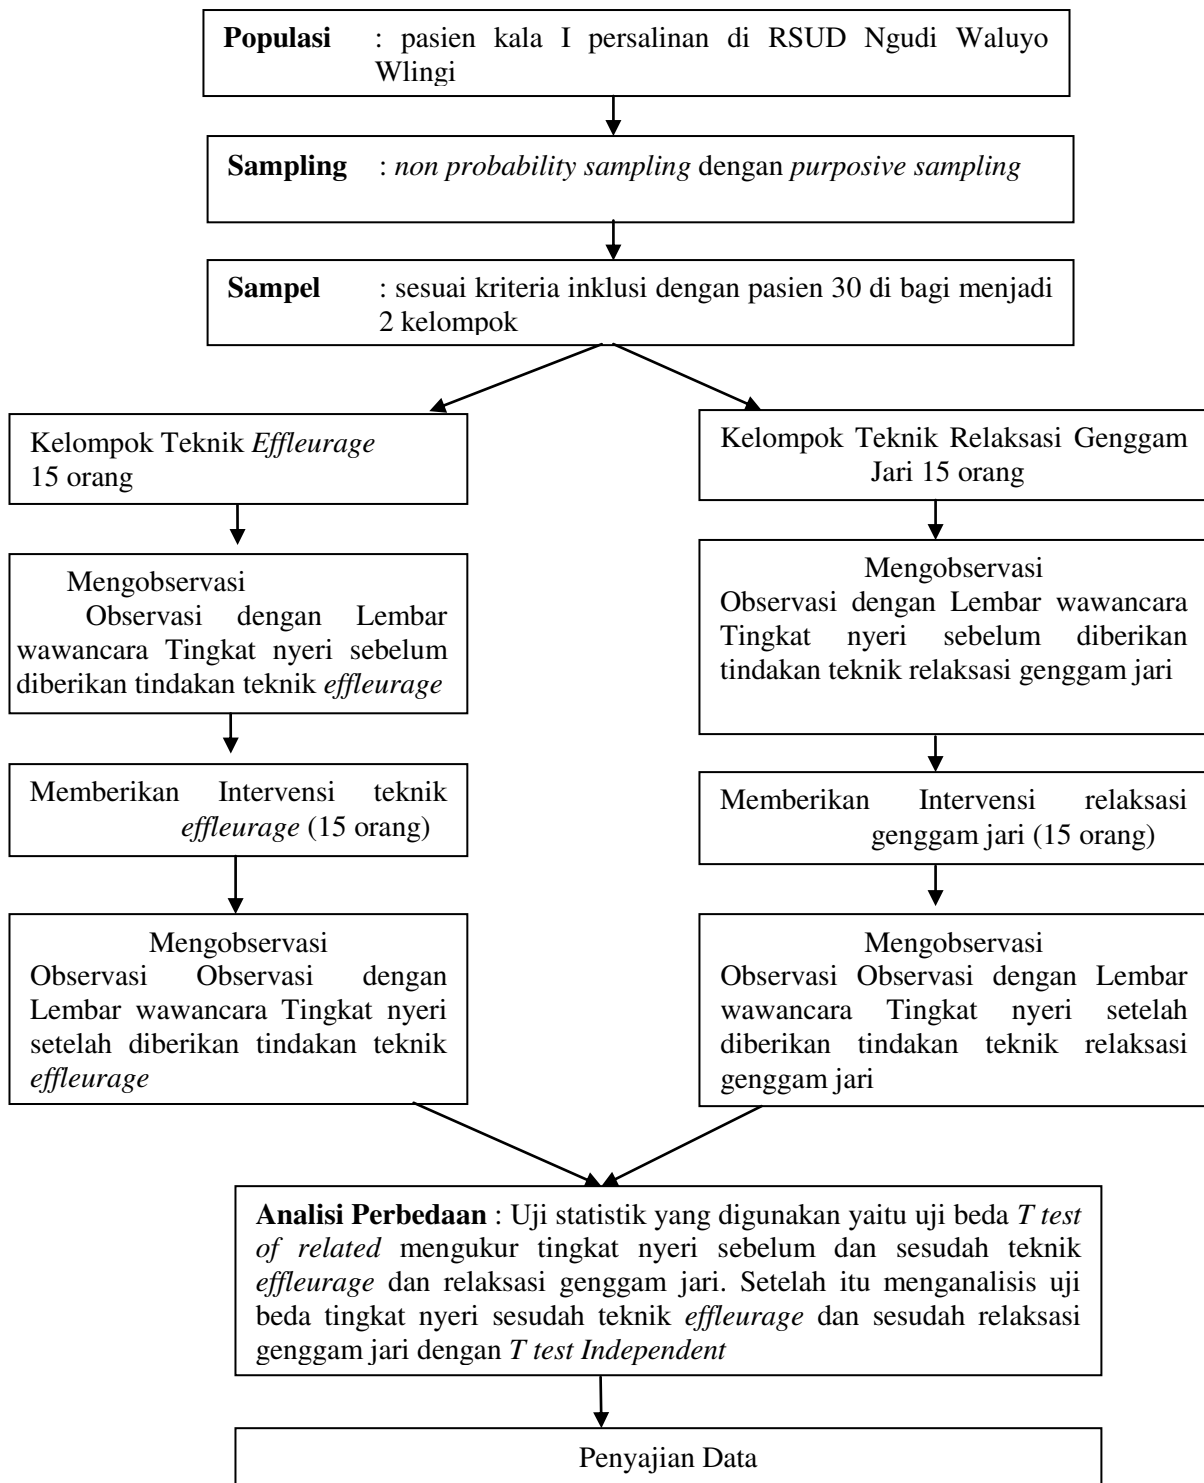 Populasi : pasien kala I persalinan di RSUD Ngudi Waluyo
Wlingi
Sampling : non probability sampling dengan purposive sampling
Sampel : sesuai kriteria inklusi dengan pasien 30 di bagi menjadi
2 kelompok
Kelompok Teknik Effleurage
15 orang
Mengobservasi
Observasi dengan Lembar
wawancara Tingkat nyeri sebelum
diberikan tindakan teknik effleurage
Memberikan Intervensi teknik
effleurage (15 orang)
Mengobservasi
Observasi Observasi dengan
Lembar wawancara Tingkat nyeri
setelah diberikan tindakan teknik
effleurage
Kelompok Teknik Relaksasi Genggam
Jari 15 orang
Mengobservasi
Observasi dengan Lembar wawancara
Tingkat nyeri sebelum diberikan
tindakan teknik relaksasi genggam jari
Memberikan Intervensi relaksasi
genggam jari (15 orang)
Mengobservasi
Observasi Observasi dengan Lembar
wawancara Tingkat nyeri setelah
diberikan tindakan teknik relaksasi
genggam jari
Analisi Perbedaan : Uji statistik yang digunakan yaitu uji beda T test
of related mengukur tingkat nyeri sebelum dan sesudah teknik
effleurage dan relaksasi genggam jari. Setelah itu menganalisis uji
beda tingkat nyeri sesudah teknik effleurage dan sesudah relaksasi
genggam jari dengan T test Independent
Penyajian Data